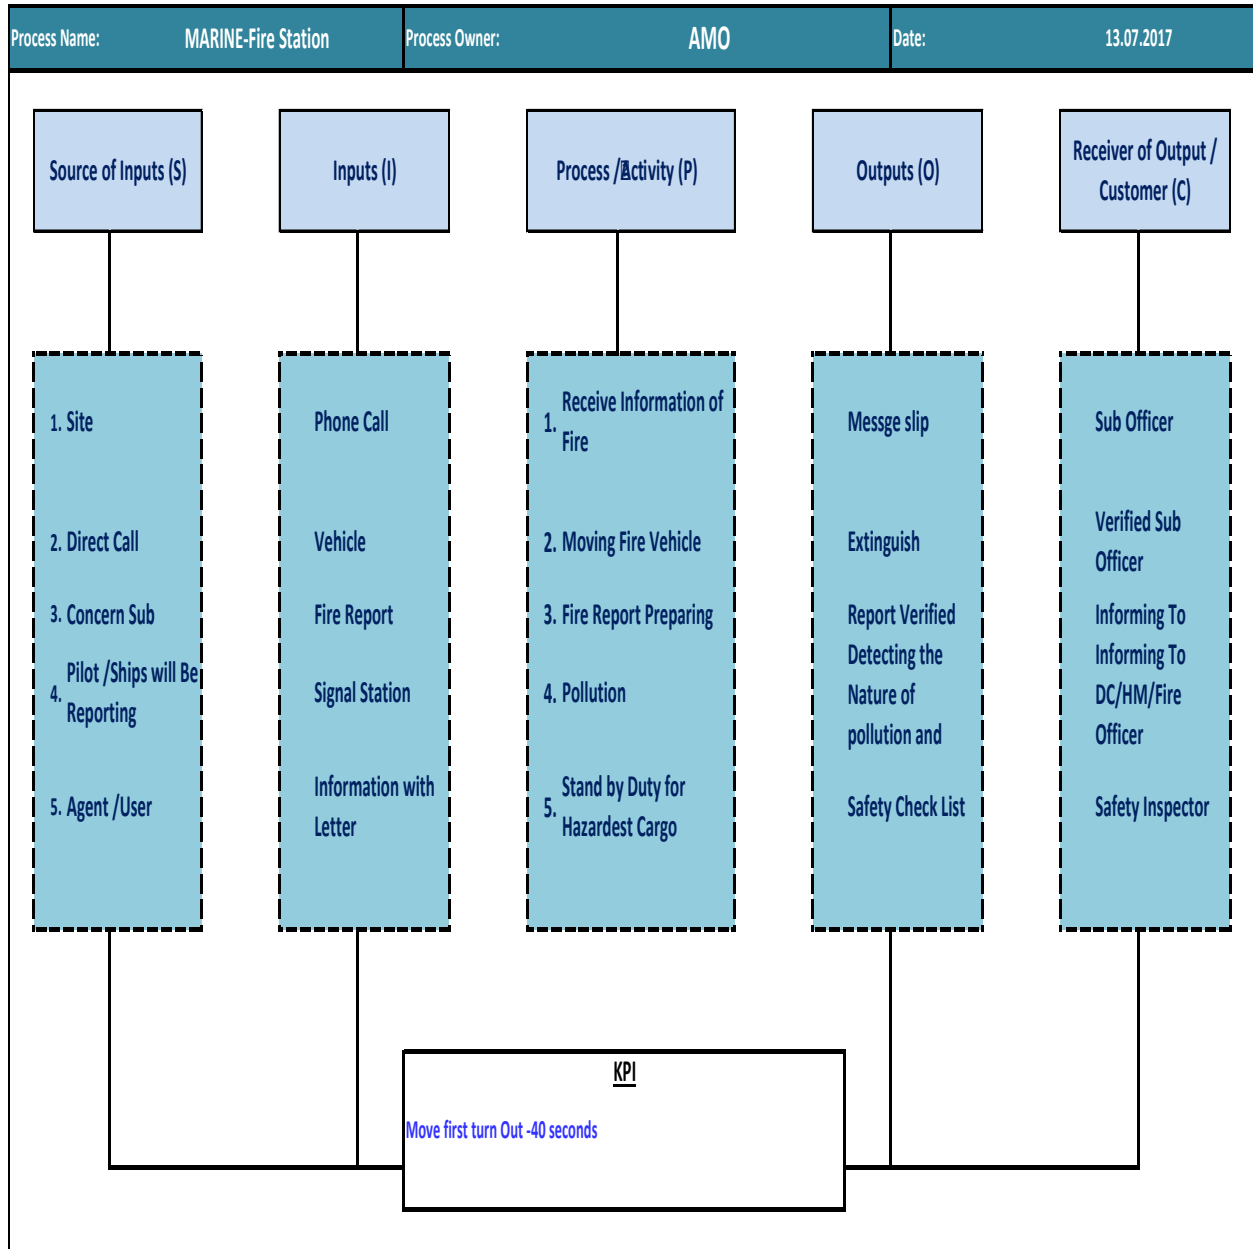 Process Name: MARINE-Fire Station Process Owner: AMO Date: 13.07.2017
Source of Inputs (S)
Inputs (I)
Process /Activity (P)
Outputs (O)
Receiver of Output /
Customer (C)
1. Site
2. Direct Call
3. Concern Sub
4. Pilot /Ships will Be
Reporting
5. Agent /User
Phone Call
Vehicle
Fire Report
Signal Station
Information with
Letter
1. Receive Information of
Fire
2. Moving Fire Vehicle
3. Fire Report Preparing
4. Pollution
5. Stand by Duty for
Hazardest Cargo
Messge slip
Extinguish
Report Verified
Detecting the
Nature of
pollution and
Safety Check List
Sub Officer
Verified Sub
Officer
Informing To
Informing To
DC/HM/Fire
Officer
Safety Inspector
KPI
Move first turn Out -40 seconds